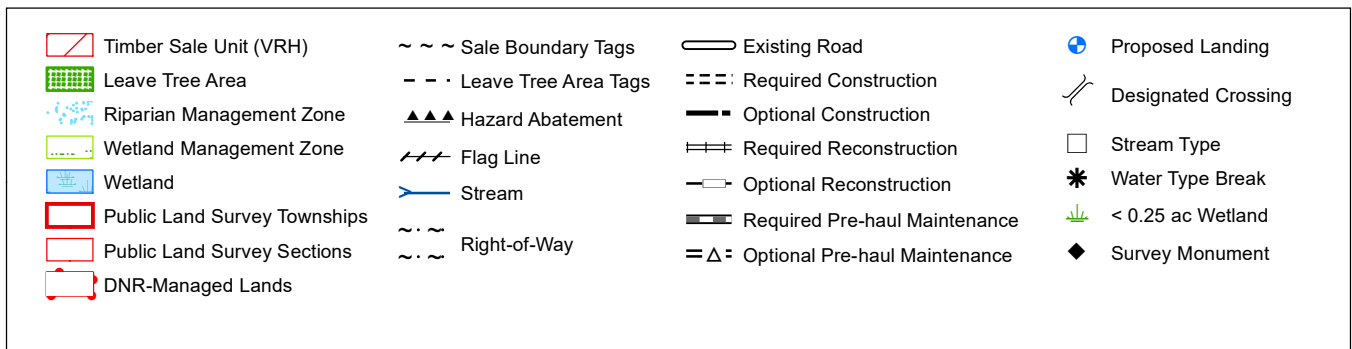 Timber Sale Unit (VRH)
Leave Tree Area
Riparian Management Zone
Wetland Management Zone
Wetland
Public Land Survey Townships
Public Land Survey Sections
DNR-Managed Lands
Sale Boundary Tags
Leave Tree Area Tags
Hazard Abatement
Flag Line
Stream
Right-of-Way
Existing Road
Required Construction
Optional Construction
Required Reconstruction
Optional Reconstruction
Required Pre-haul Maintenance
Optional Pre-haul Maintenance
Proposed Landing
Designated Crossing
Stream Type
Water Type Break
< 0.25 ac Wetland
Survey Monument